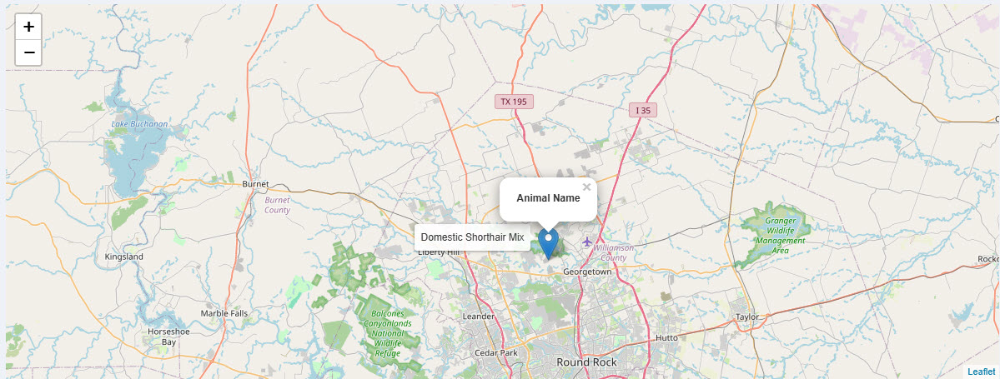 +
−
TX 195
I 35
Lake Buchanan
Burnet
Burnet
County
Animal Name
×
Domestic Shorthair Mix
Liberty Hill
Williamson
County
Georgetown
Granger
Wildlife
Management
Area
Kingsland
Marble Falls
Horseshoe
Bay
Balcones
Canyonlands
National
Wildlife
Refuge
Leander
Cedar Park
Round Rock
Hutto
Taylor
Leaflet